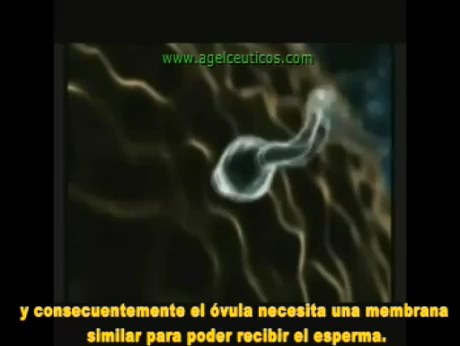 www.agelceuticos.com
y consecuentemente el óvula necesita una membrana
similar para poder recibir el esperma.